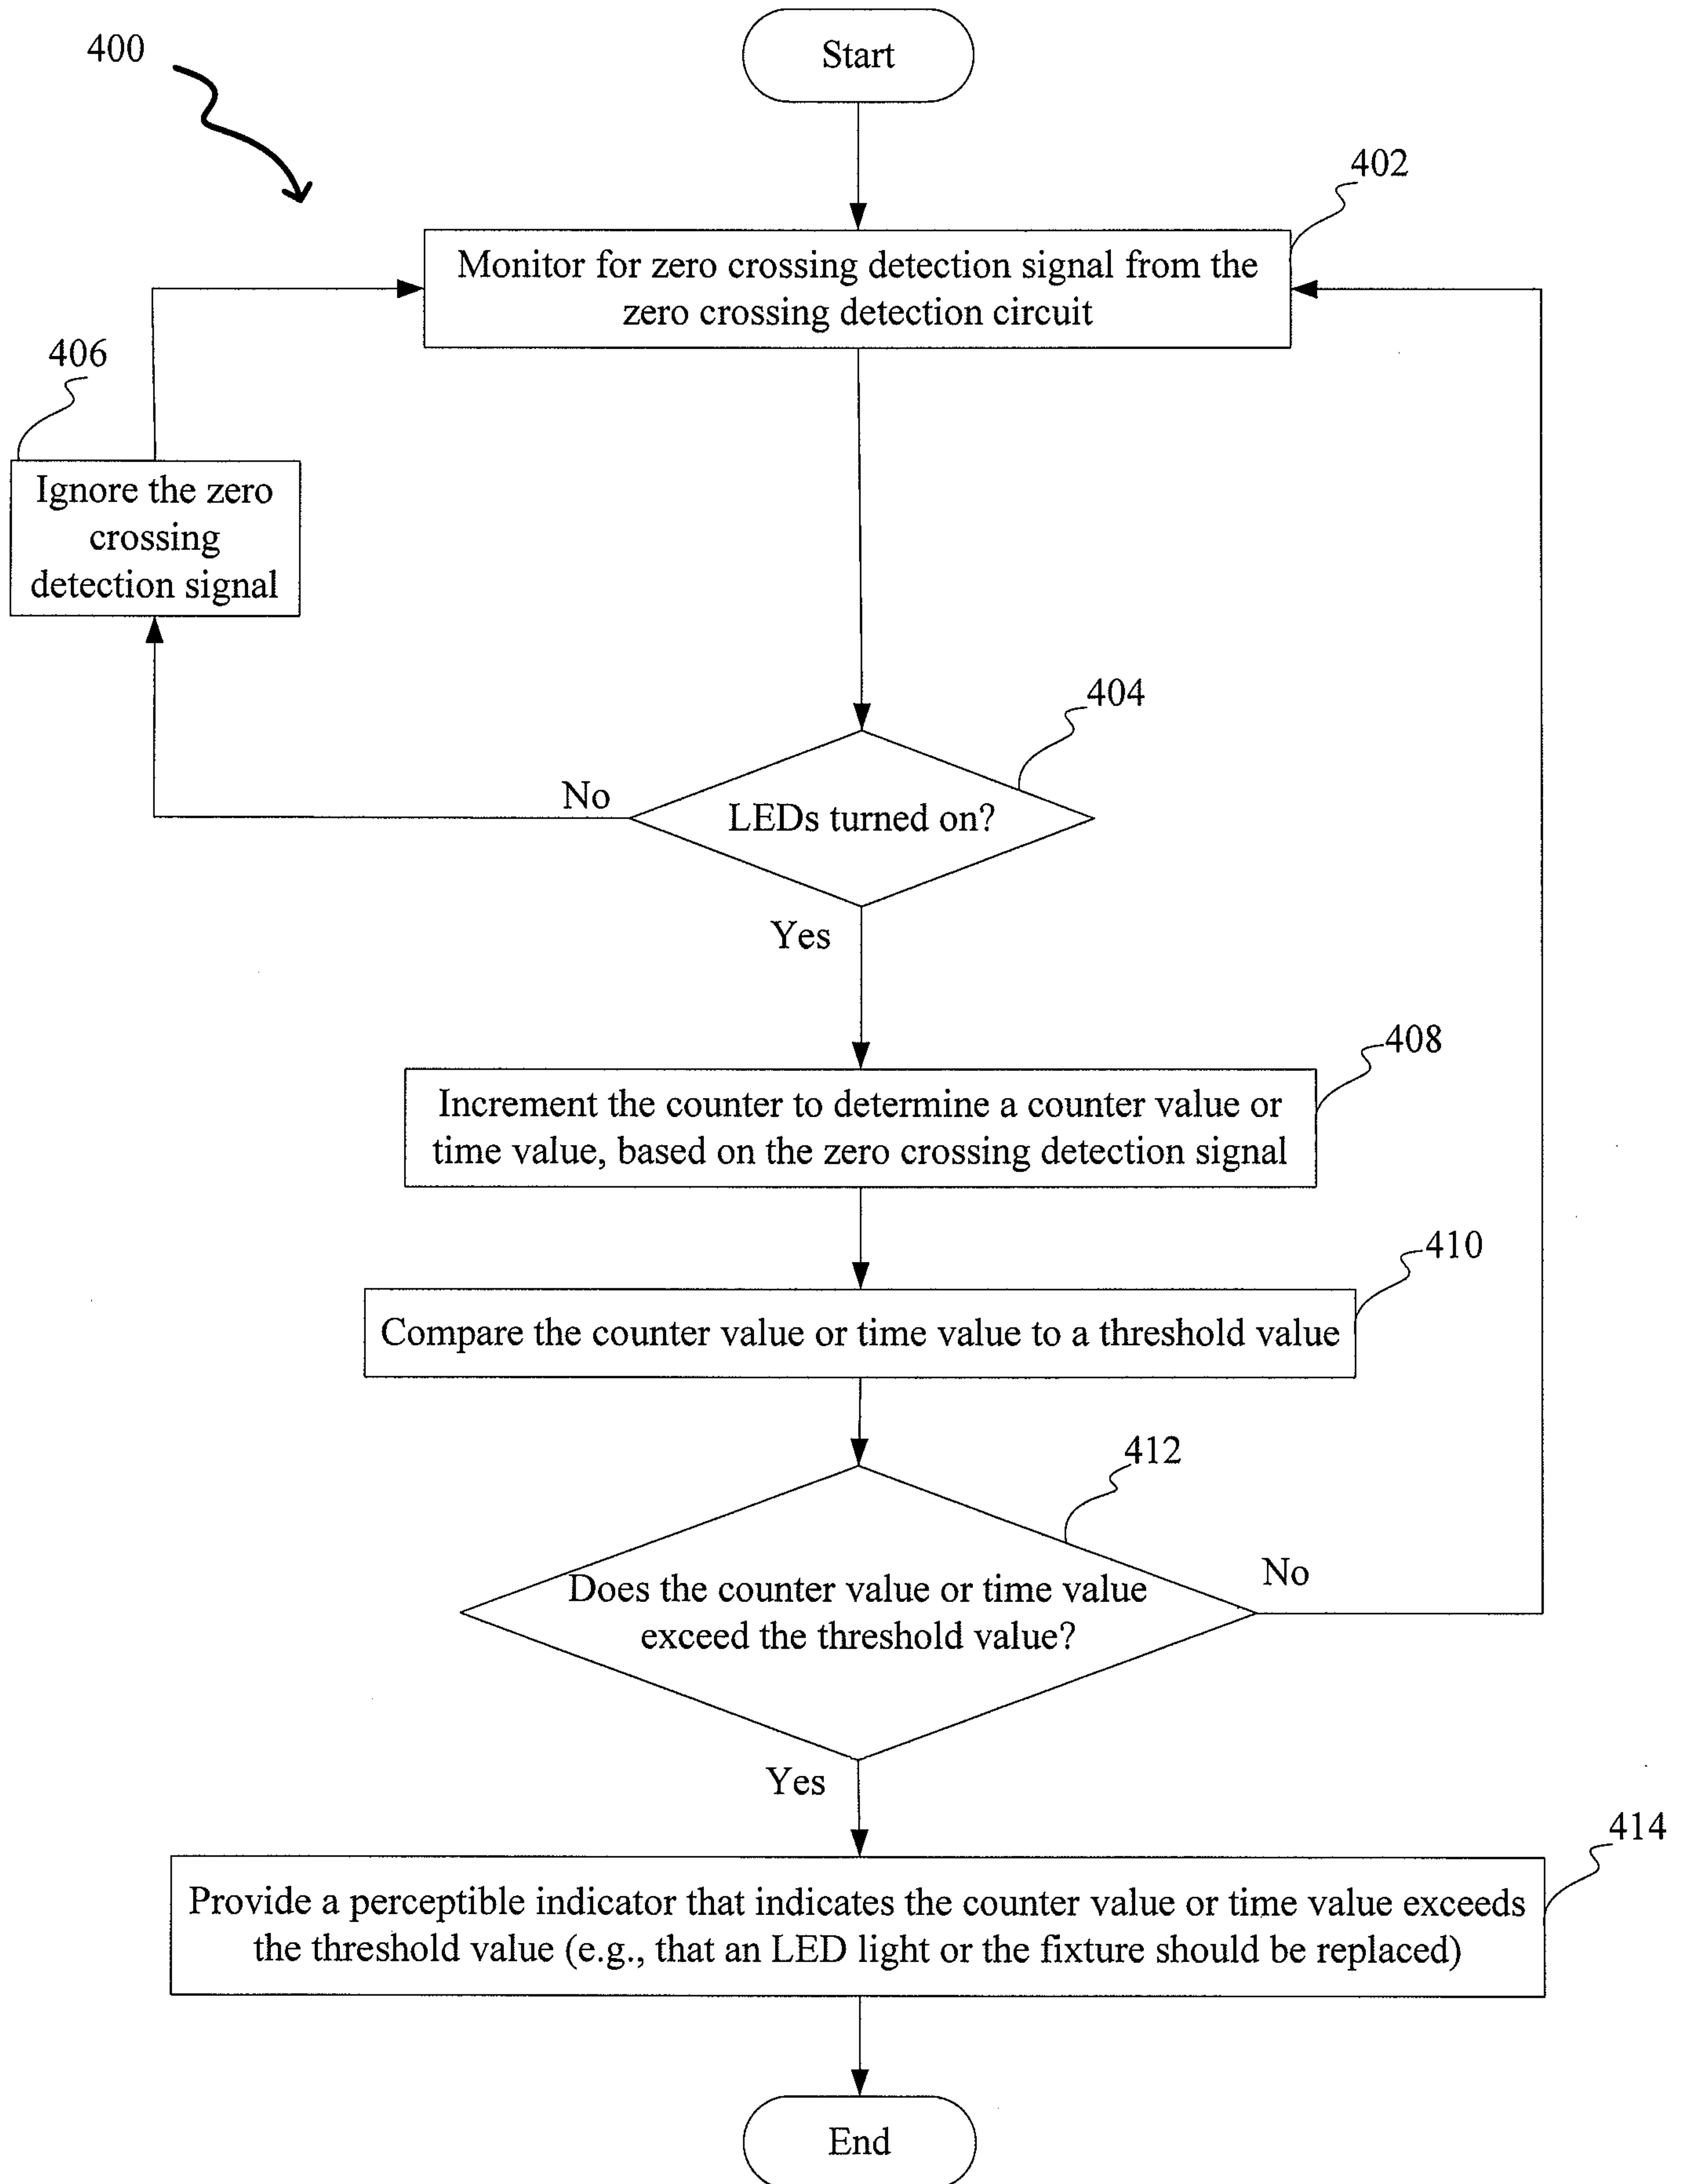 400
Start
402
Monitor for zero crossing detection signal from the
zero crossing detection circuit
406
Ignore the zero
crossing
detection signal
404
No
LEDs turned on?
Yes
408
Increment the counter to determine a counter value or
time value, based on the zero crossing detection signal
410
Compare the counter value or time value to a threshold value
412
Does the counter value or time value
exceed the threshold value?
No
Yes
414
Provide a perceptible indicator that indicates the counter value or time value exceeds
the threshold value (e.g., that an LED light or the fixture should be replaced)
End